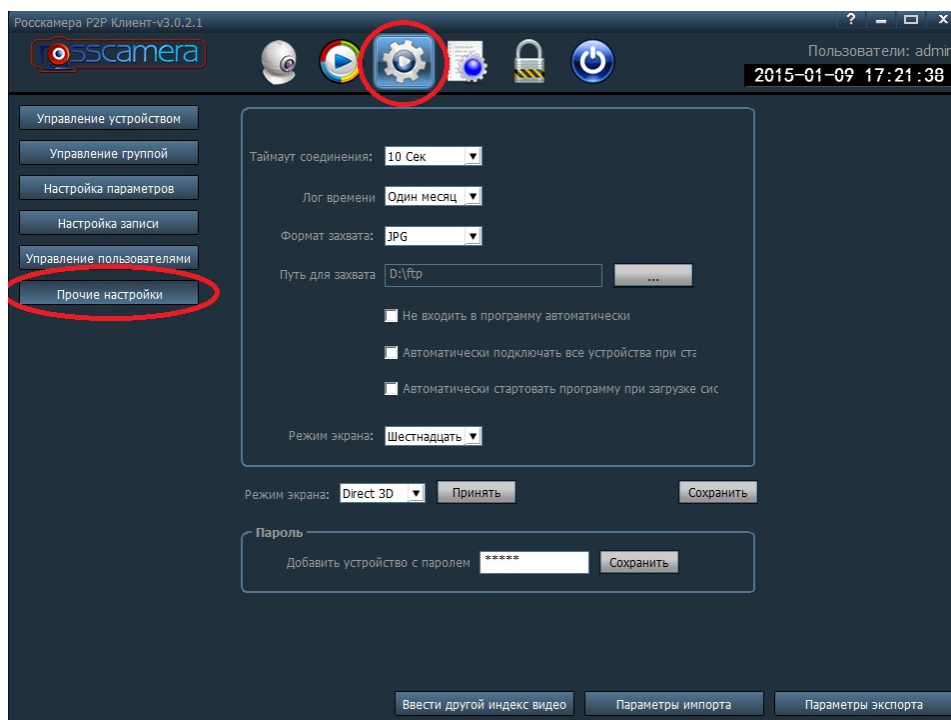 Росскамера P2P Клиент-v3.0.2.1
? 
rosscamera
Пользователи: admin
2015-01-09 17:21:38
Управление устройством
Управление группой
Настройка параметров
Настройка записи
Управление пользователями
Прочие настройки
Таймаут соединения: 10 Сек
Лог времени Один месяц
Формат захвата: JPG
Путь для захвата D:\ftp ...
Не входить в программу автоматически
Автоматически подключать все устройства при ста
Автоматически стартовать программу при загрузке сис
Режим экрана: Шестнадцать
Режим экрана: Direct 3D Принять Сохранить
Пароль
Добавить устройство с паролем ***** Сохранить
Ввести другой индекс видео Параметры импорта Параметры экспорта